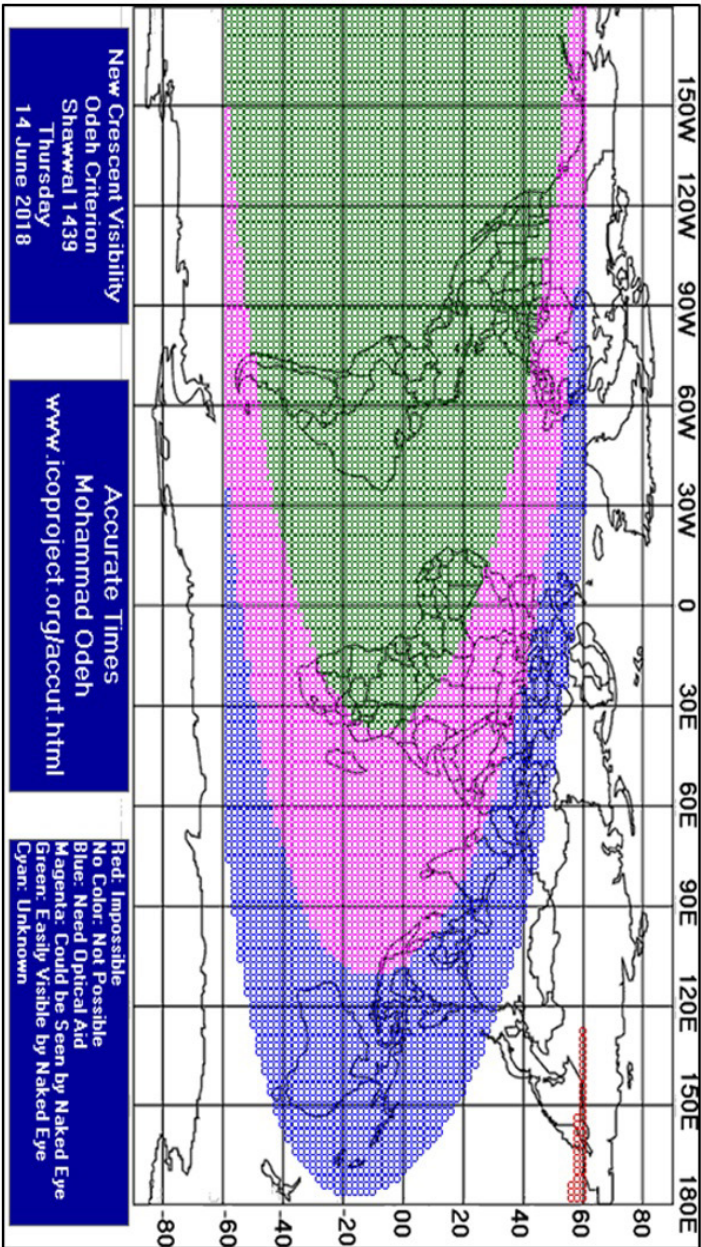 150W 120W 90W 60W 30W 0 30E 60E 90E 120E 150E 180E
80
60
40
20
00
-20
-40
-60
-80
New Crescent Visibility
Odeh Criterion
Shawwal 1439
Thursday
14 June 2018
Accurate Times
Mohammad Odeh
www.icoproject.org/accut.html
Red: Impossible
No Color: Not Possible
Blue: Need Optical Aid
Magenta: Could be Seen by Naked Eye
Green: Easily Visible by Naked Eye
Cyan: Unknown